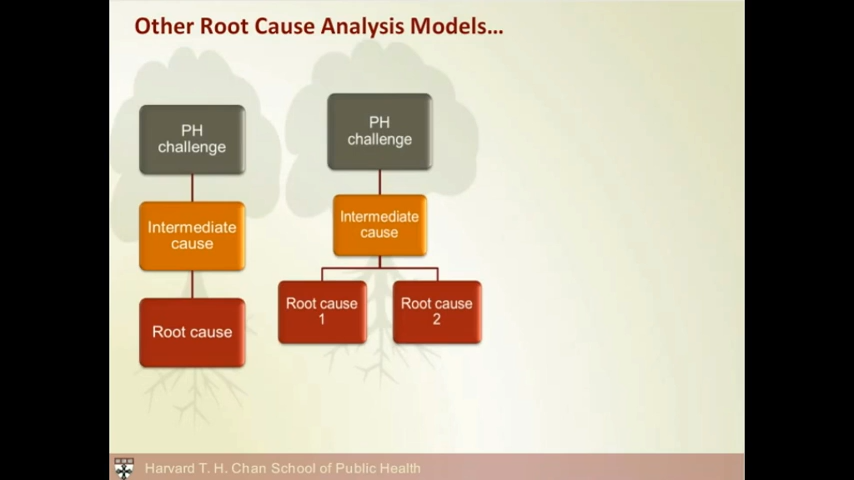 Other Root Cause Analysis Models...
PH
challenge
Intermediate
cause
Root cause
PH
challenge
Intermediate
cause
Root cause
1
Root cause
2
Harvard T. H. Chan School of Public Health